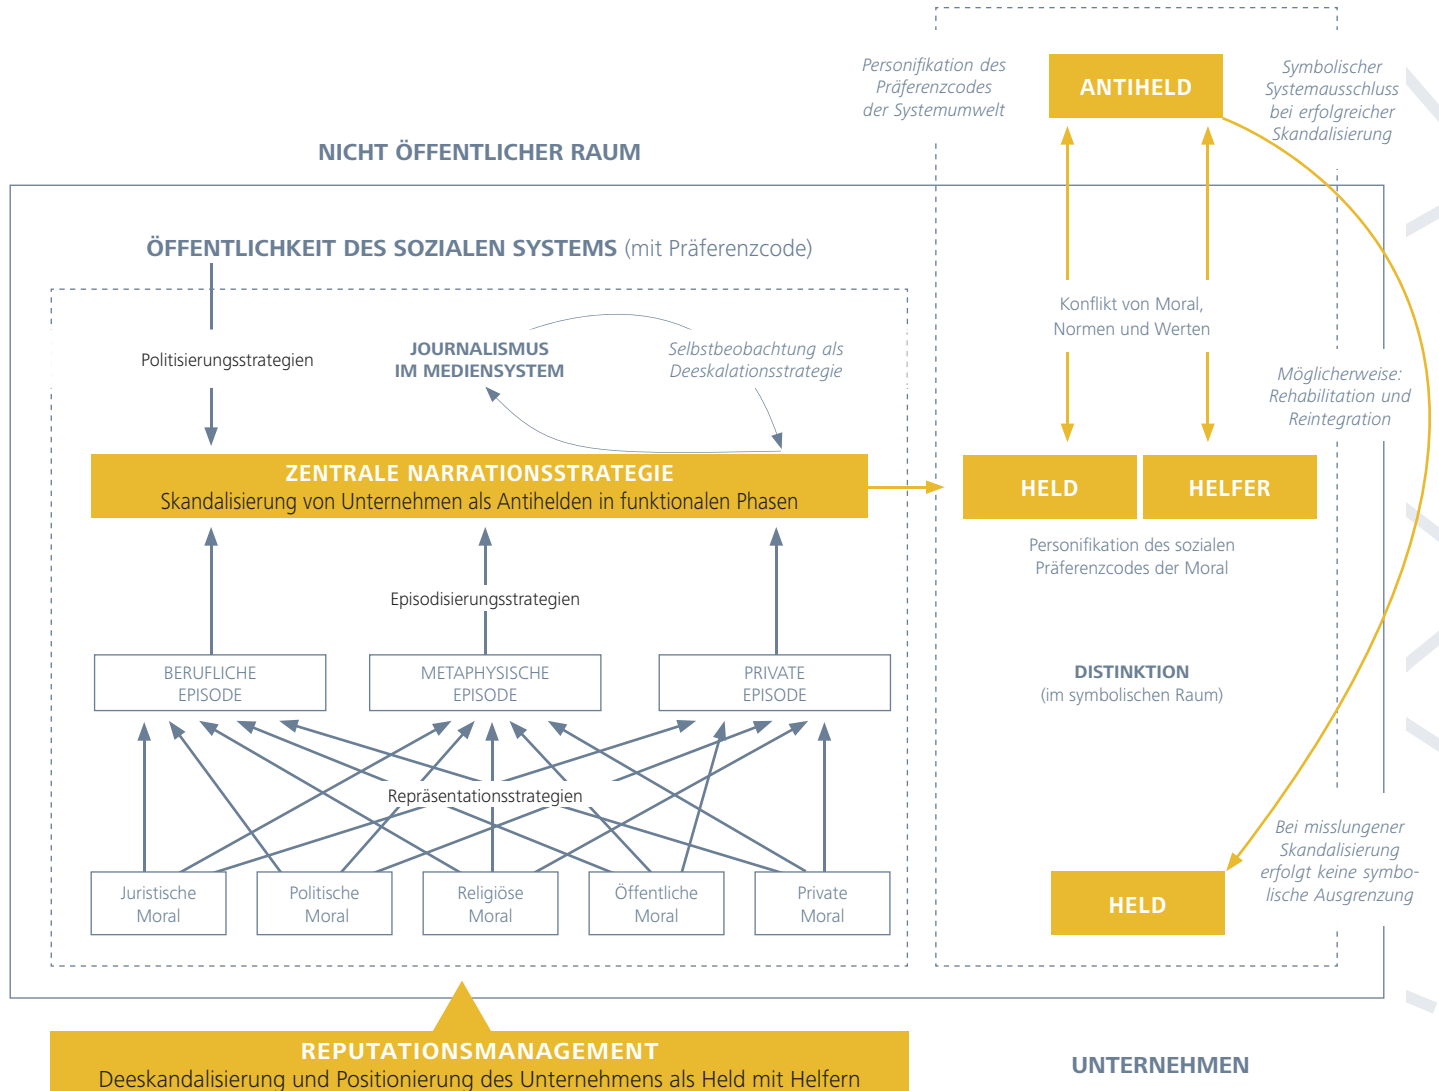 Personifikation des
Präferenzcodes
der Systemumwelt
ANTIHELD
Symbolischer
Systemausschluss
bei erfolgreicher
Skandalisierung
NICHT ÖFFENTLICHER RAUM
ÖFFENTLICHKEIT DES SOZIALEN SYSTEMS (mit Präferenzcode)
Politisierungsstrategien
JOURNALISMUS
IM MEDIENSYSTEM
Selbstbeobachtung als
Deeskalationsstrategie
Konflikt von Moral,
Normen und Werten
Möglicherweise:
Rehabilitation und
Reintegration
ZENTRALE NARRATIONSSTRATEGIE
Skandalisierung von Unternehmen als Antihelden in funktionalen Phasen
HELD
HELFER
Personifikation des sozialen
Präferenzcodes der Moral
Episodisierungsstrategien
BERUFLICHE
EPISODE
METAPHYSISCHE
EPISODE
PRIVATE
EPISODE
DISTINKTION
(im symbolischen Raum)
Repräsentationsstrategien
Juristische
Moral
Politische
Moral
Religiöse
Moral
Öffentliche
Moral
Private
Moral
HELD
Bei misslungener
Skandalisierung
erfolgt keine symbo-
lische Ausgrenzung
REPUTATIONSMANAGEMENT
Deeskandalisierung und Positionierung des Unternehmens als Held mit Helfern
UNTERNEHMEN